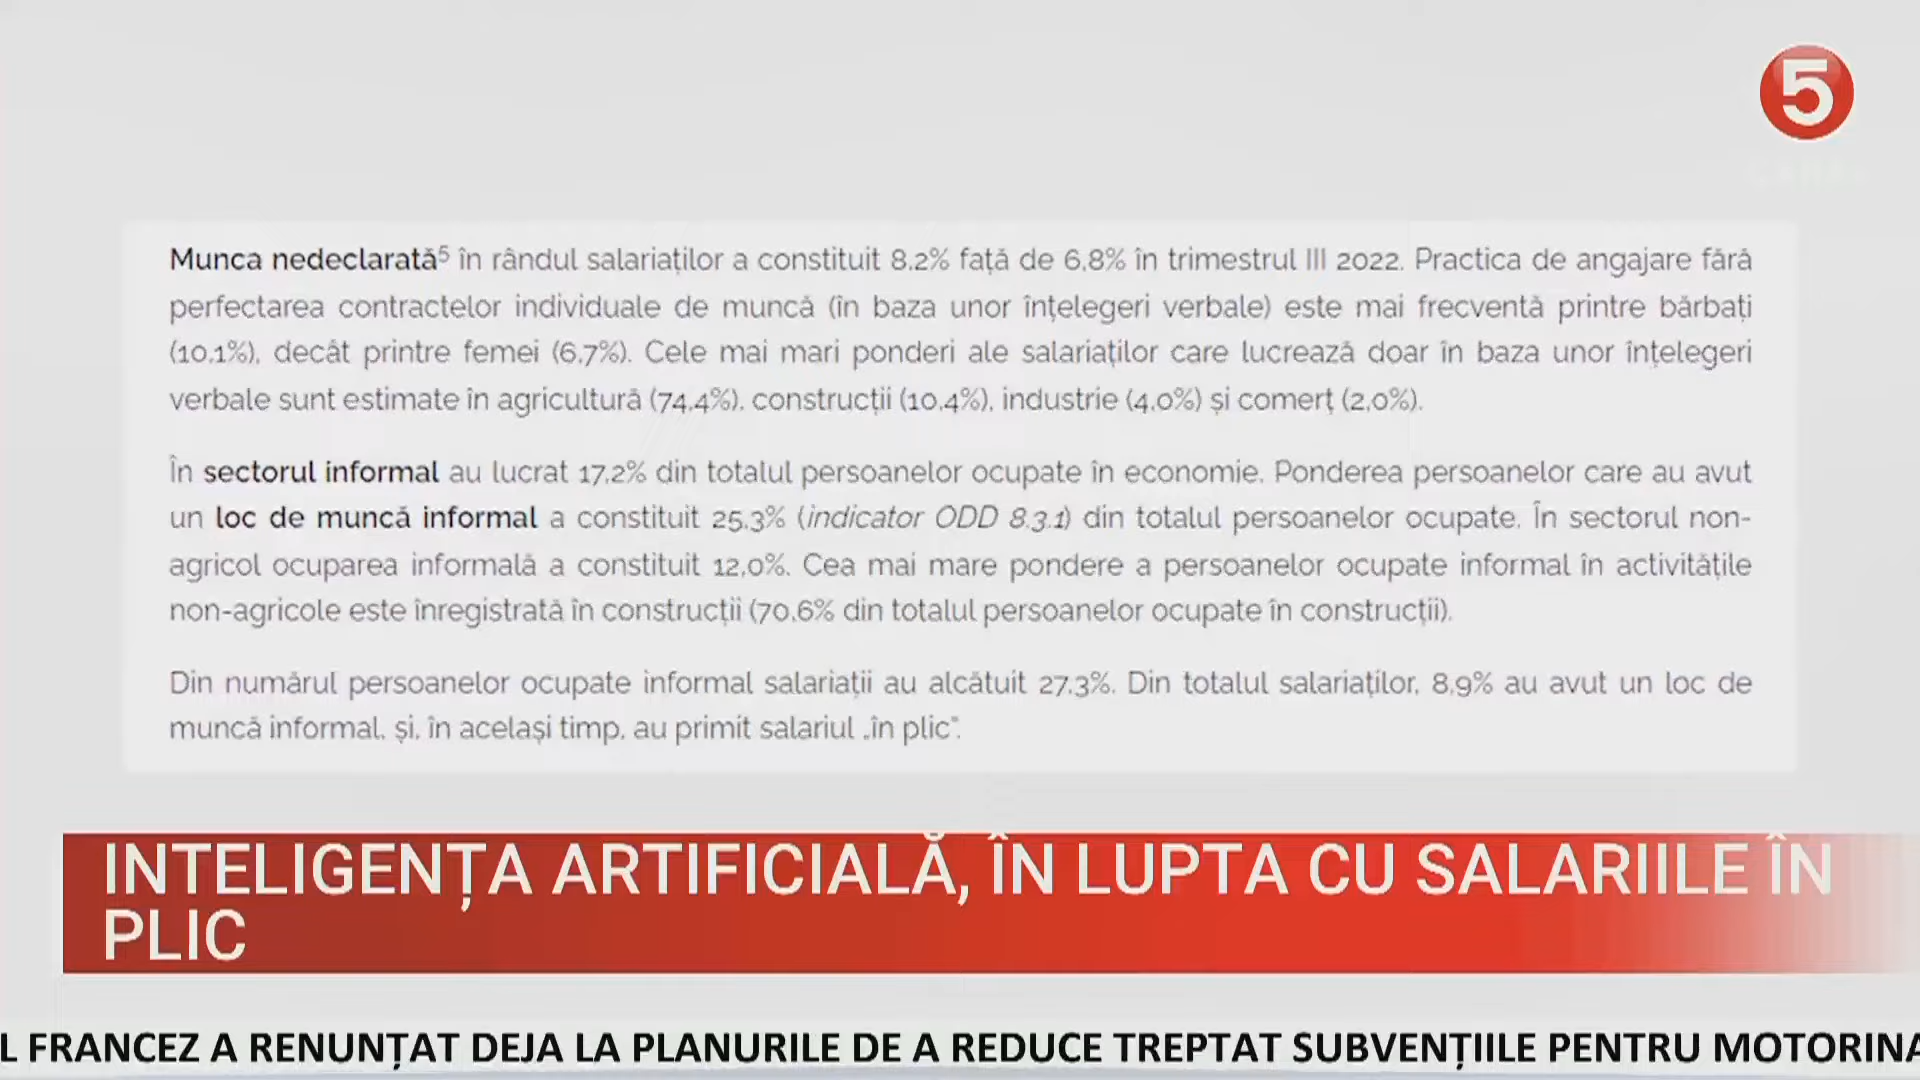 5
Munca nedeclarată⁵ în rândul salariaților a constituit 8,2% față de 6,8% în trimestrul III 2022. Practica de angajare fără
perfectarea contractelor individuale de muncă (în baza unor înțelegeri verbale) este mai frecventă printre bărbați
(10,1%), decât printre femei (6,7%). Cele mai mari ponderi ale salariaților care lucrează doar în baza unor înțelegeri
verbale sunt estimate în agricultură (74,4%), construcții (10,4%), industrie (4,0%) și comerț (2,0%).
În sectorul informal au lucrat 17,2% din totalul persoanelor ocupate în economie. Ponderea persoanelor care au avut
un loc de muncă informal a constituit 25,3% (indicator ODD 8.3.1) din totalul persoanelor ocupate. În sectorul non-
agricol ocuparea informală a constituit 12,0%. Cea mai mare pondere a persoanelor ocupate informal în activitățile
non-agricole este înregistrată în construcții (70,6% din totalul persoanelor ocupate în construcții).
Din numărul persoanelor ocupate informal salariații au alcătuit 27,3%. Din totalul salariaților, 8,9% au avut un loc de
muncă informal, și, în același timp, au primit salariul „în plic”.
INTELIGENȚA ARTIFICIALĂ, ÎN LUPTA CU SALARIILE ÎN
PLIC
L FRANCEZ A RENUNȚAT DEJA LA PLANURILE DE A REDUCE TREPTAT SUBVENȚIILE PENTRU MOTORINA